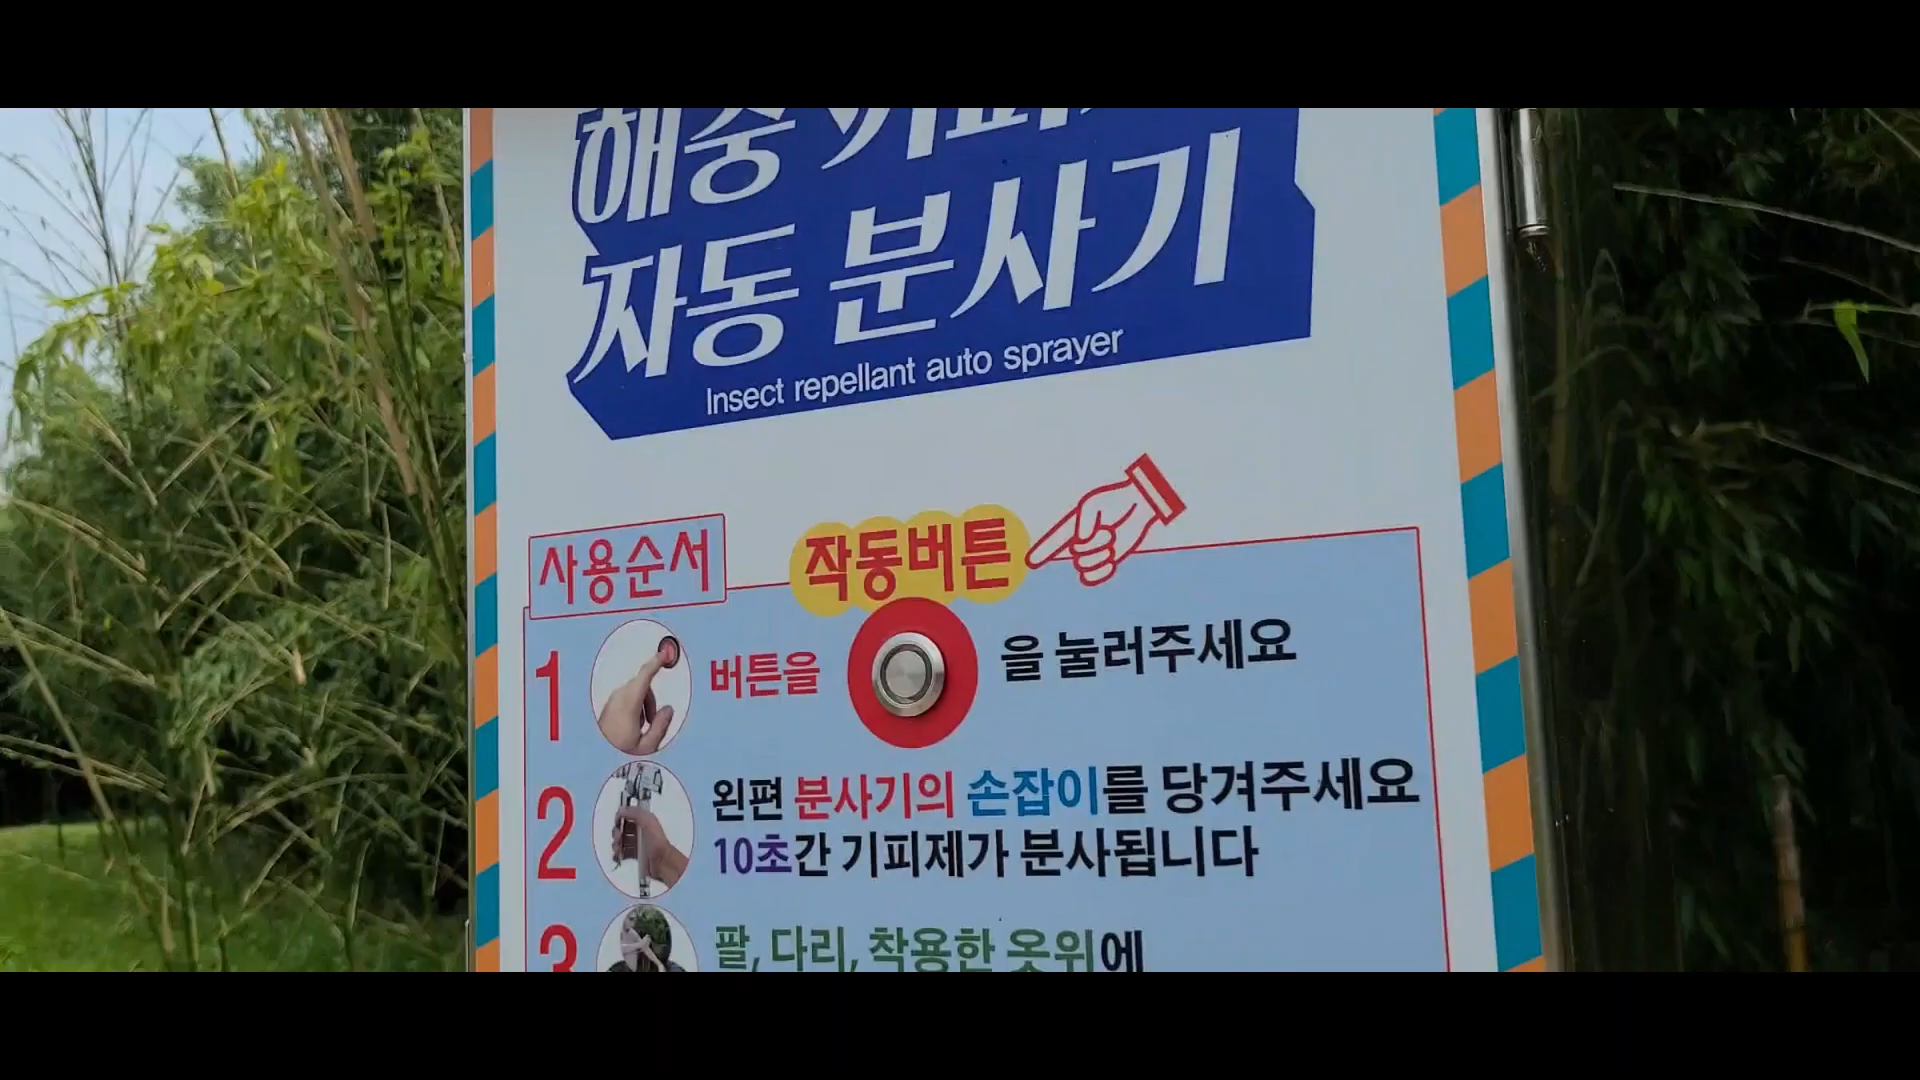 해충
자동 분사기
Insect repellant auto sprayer
사용순서
작동버튼
1 버튼을 을 눌러주세요
2 왼편 분사기의 손잡이를 당겨주세요
10초간 기피제가 분사됩니다
3 팔, 다리, 착용한 옷위에